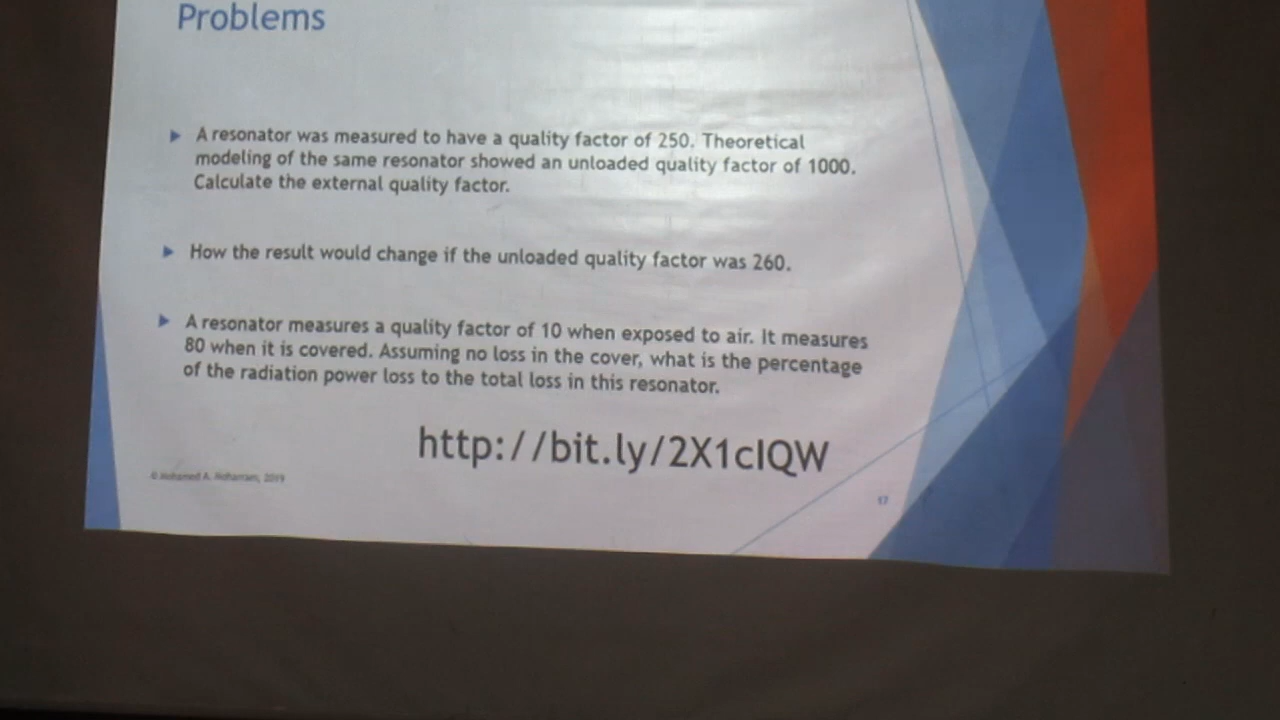 Problems
A resonator was measured to have a quality factor of 250. Theoretical
modeling of the same resonator showed an unloaded quality factor of 1000.
Calculate the external quality factor.
How the result would change if the unloaded quality factor was 260.
A resonator measures a quality factor of 10 when exposed to air. It measures
80 when it is covered. Assuming no loss in the cover, what is the percentage
of the radiation power loss to the total loss in this resonator.
http://bit.ly/2X1cIQW
© Mohamed A. Moharram, 2019
17